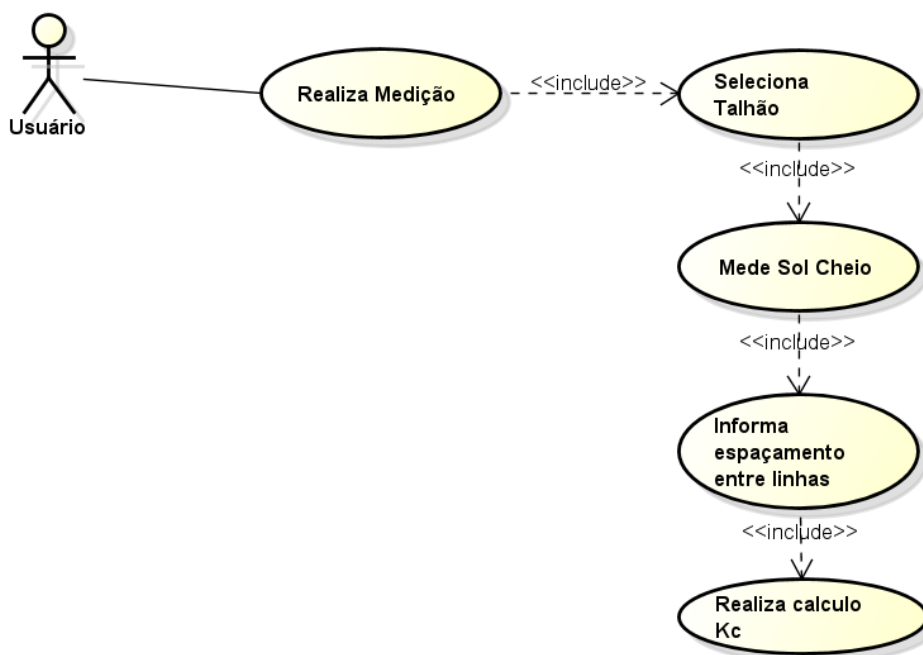 Usuário
Realiza Medição
<<include>>
Seleciona
Talhão
<<include>>
Mede Sol Cheio
<<include>>
Informa
espaçamento
entre linhas
<<include>>
Realiza calculo
Kc